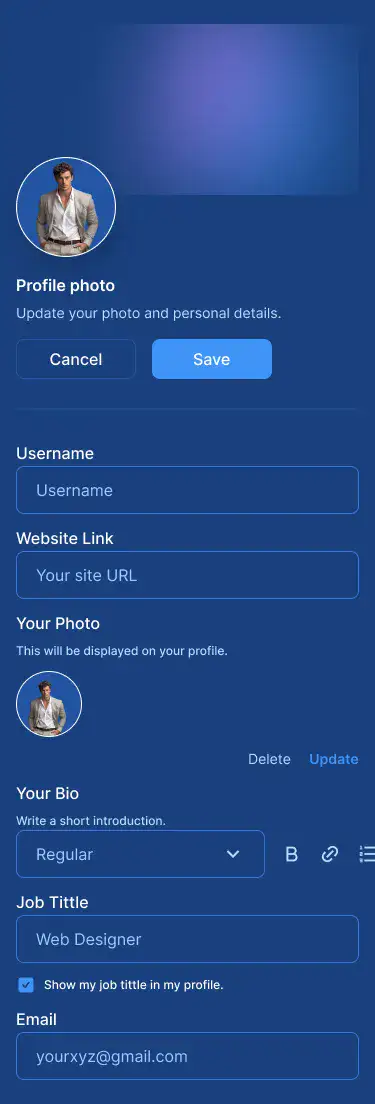 Profile photo
Update your photo and personal details.
Cancel Save
Username
Username
Website Link
Your site URL
Your Photo
This will be displayed on your profile.
Delete Update
Your Bio
Write a short introduction.
Regular B
Job Tittle
Web Designer
Show my job tittle in my profile.
Email
yourxyz@gmail.com